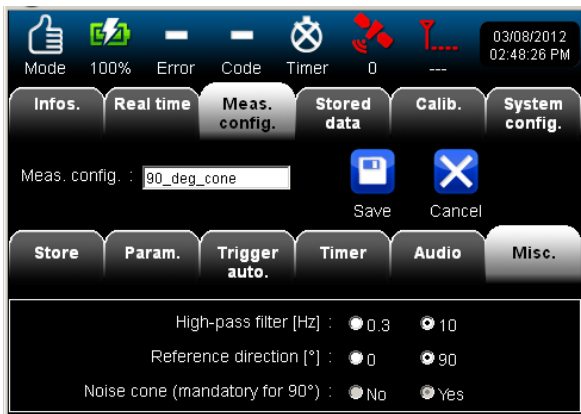 03/08/2012
02:48:26 PM
Mode 100% Error Code Timer 0 ---
Infos. Real time Meas. config. Stored data Calib. System config.
Meas. config. : 90_deg_cone
Save Cancel
Store Param. Trigger auto. Timer Audio Misc.
High-pass filter [Hz] : 0.3 10
Reference direction [°] : 0 90
Noise cone (mandatory for 90°) : No Yes